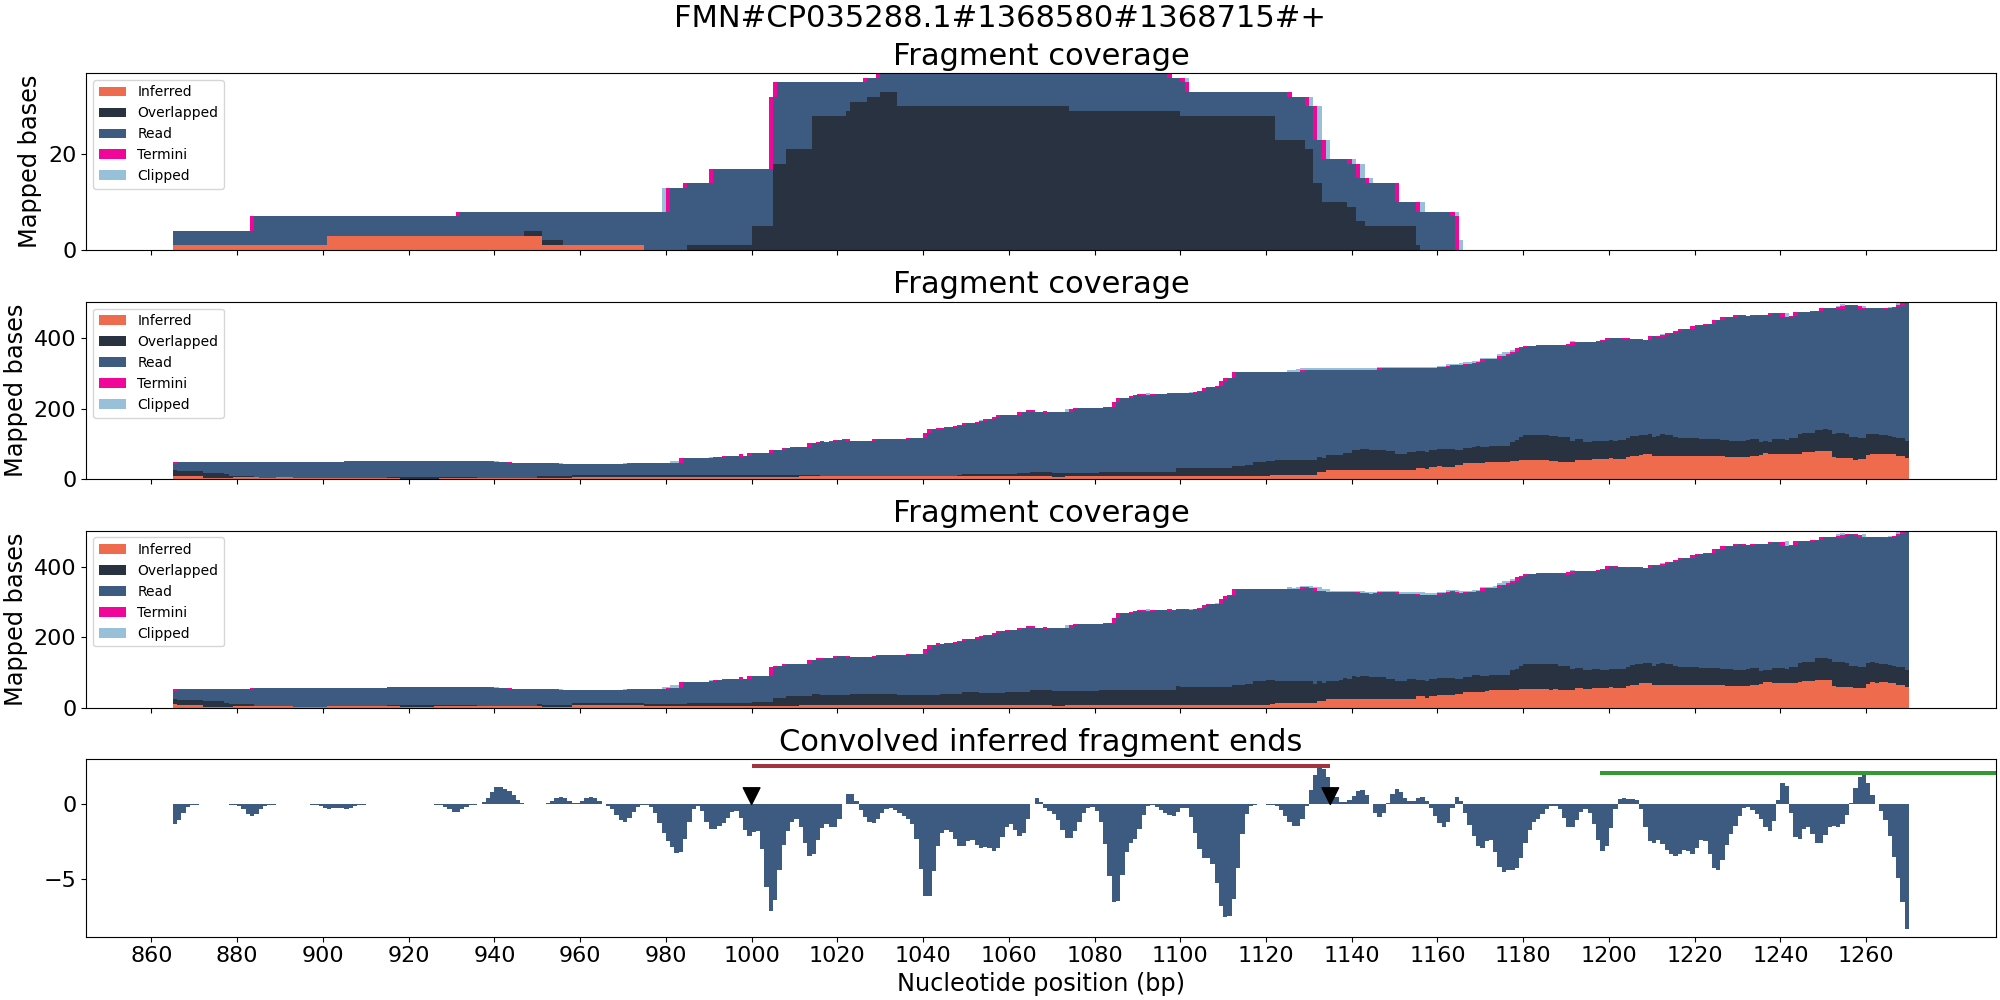 FMN#CP035288.1#1368580#1368715#+
Fragment coverage
Mapped bases
20
0
Inferred
Overlapped
Read
Termini
Clipped
Fragment coverage
Mapped bases
400
200
0
Inferred
Overlapped
Read
Termini
Clipped
Fragment coverage
Mapped bases
400
200
0
Inferred
Overlapped
Read
Termini
Clipped
Convolved inferred fragment ends
0
−5
860 880 900 920 940 960 980 1000 1020 1040 1060 1080 1100 1120 1140 1160 1180 1200 1220 1240 1260
Nucleotide position (bp)